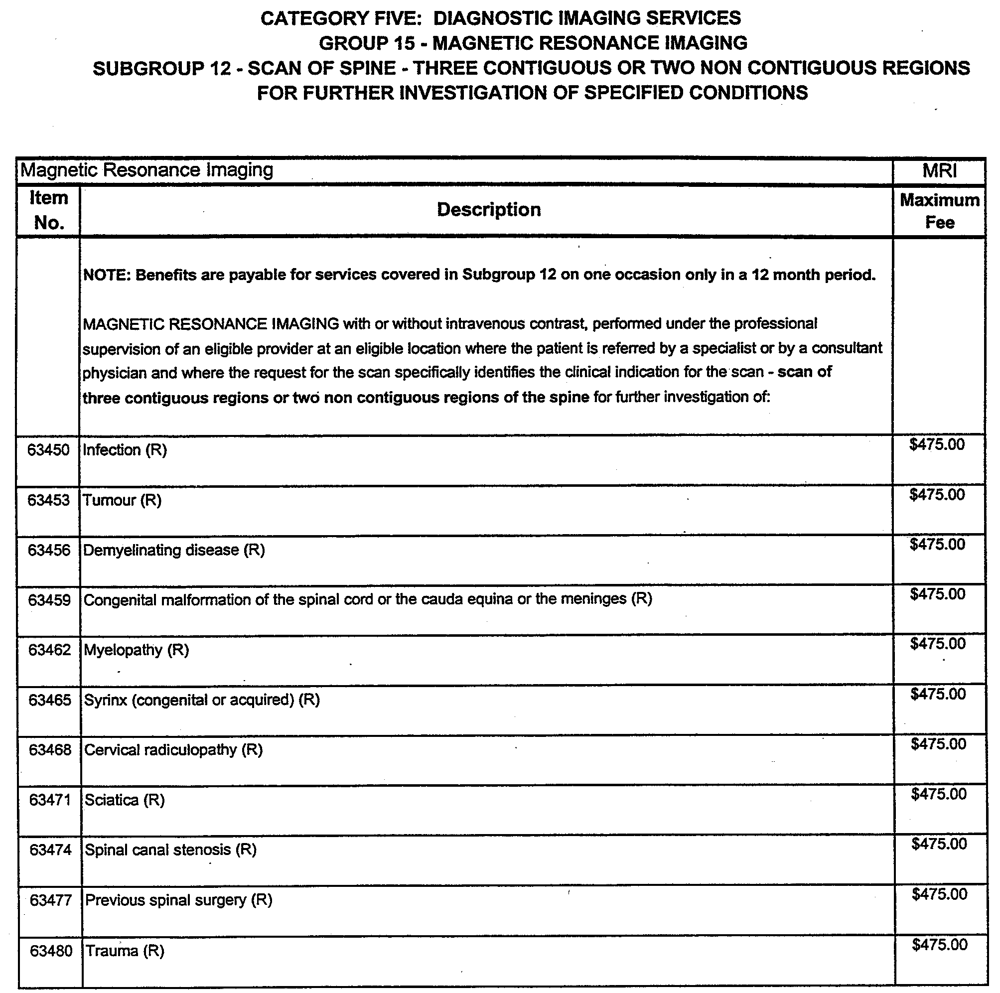 CATEGORY FIVE: DIAGNOSTIC IMAGING SERVICES
GROUP 15 - MAGNETIC RESONANCE IMAGING
SUBGROUP 12 - SCAN OF SPINE - THREE CONTIGUOUS OR TWO NON CONTIGUOUS REGIONS
FOR FURTHER INVESTIGATION OF SPECIFIED CONDITIONS
Magnetic Resonance Imaging MRI
Item No. Description Maximum Fee
NOTE: Benefits are payable for services covered in Subgroup 12 on one occasion only in a 12 month period.
MAGNETIC RESONANCE IMAGING with or without intravenous contrast, performed under the professional
supervision of an eligible provider at an eligible location where the patient is referred by a specialist or by a consultant
physician and where the request for the scan specifically identifies the clinical indication for the scan - scan of
three contiguous regions or two non contiguous regions of the spine for further investigation of:
63450 Infection (R) $475.00
63453 Tumour (R) $475.00
63456 Demyelinating disease (R) $475.00
63459 Congenital malformation of the spinal cord or the cauda equina or the meninges (R) $475.00
63462 Myelopathy (R) $475.00
63465 Syrinx (congenital or acquired) (R) $475.00
63468 Cervical radiculopathy (R) $475.00
63471 Sciatica (R) $475.00
63474 Spinal canal stenosis (R) $475.00
63477 Previous spinal surgery (R) $475.00
63480 Trauma (R) $475.00